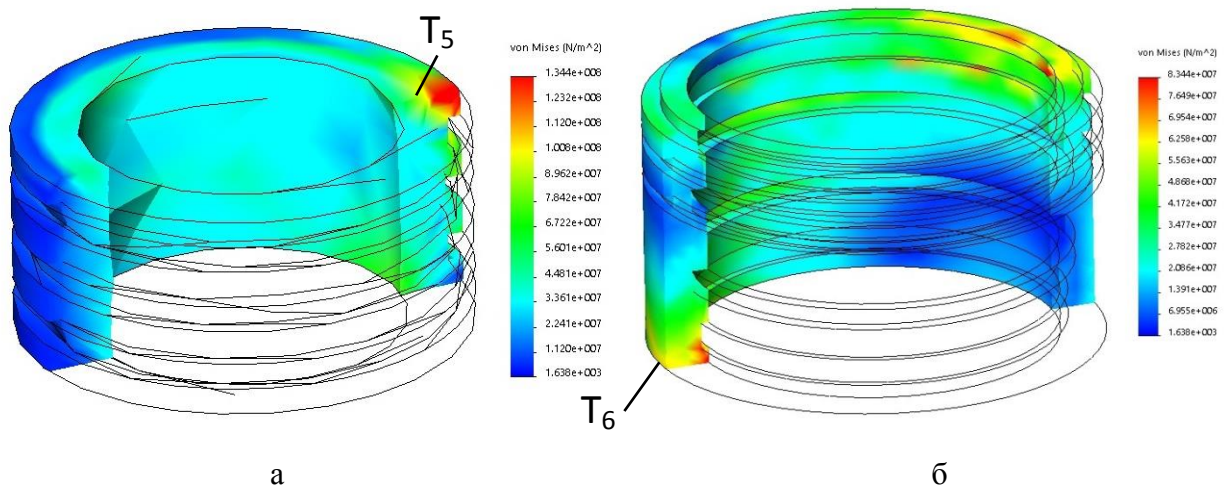 T₅
von Mises (N/m^2)
1.344e+008
1.232e+008
1.120e+008
1.008e+008
8.962e+007
7.842e+007
6.722e+007
5.601e+007
4.481e+007
3.361e+007
2.241e+007
1.120e+007
1.638e+003
von Mises (N/m^2)
8.344e+007
7.649e+007
6.954e+007
6.258e+007
5.563e+007
4.868e+007
4.172e+007
3.477e+007
2.782e+007
2.086e+007
1.391e+007
6.955e+006
1.638e+003
T₆
а
б